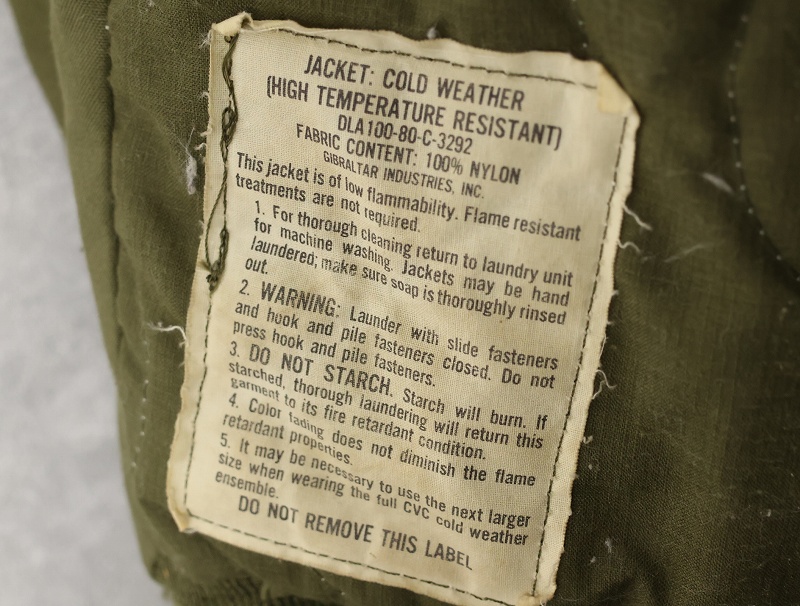 JACKET: COLD WEATHER
(HIGH TEMPERATURE RESISTANT)
DLA100-80-C-3292
FABRIC CONTENT: 100% NYLON
GIBRALTAR INDUSTRIES, INC.
This jacket is of low flammability. Flame resistant
treatments are not required.
1. For thorough cleaning return to laundry unit
for machine washing. Jackets may be hand
laundered; make sure soap is thoroughly rinsed
out.
2. WARNING: Launder with slide fasteners
and hook and pile fasteners closed. Do not
press hook and pile fasteners.
3. DO NOT STARCH. Starch will burn. If
starched, thorough laundering will return this
garment to its fire retardant condition.
4. Color fading does not diminish the flame
retardant properties.
5. It may be necessary to use the next larger
size when wearing the full CVC cold weather
ensemble.
DO NOT REMOVE THIS LABEL